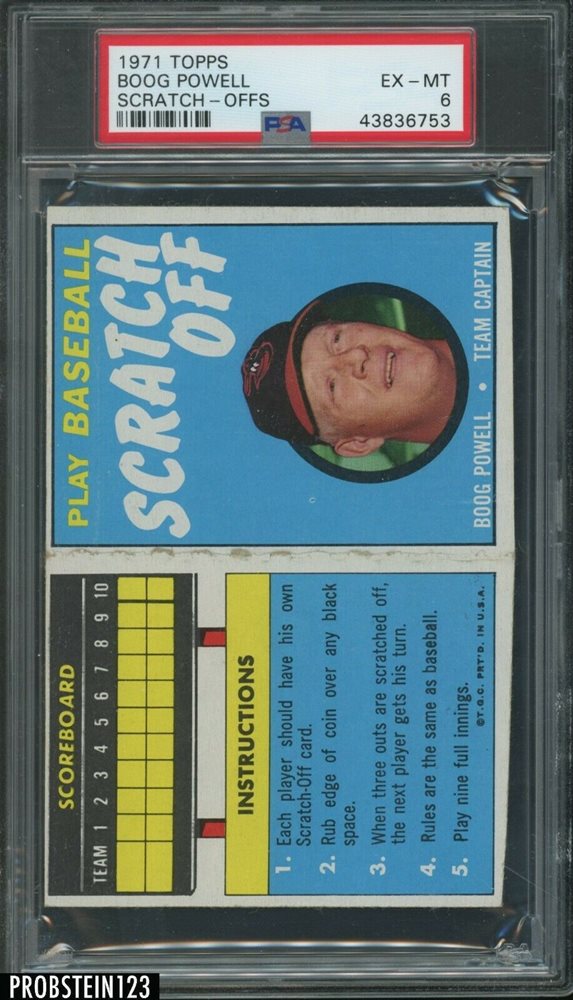 1971 TOPPS
BOOG POWELL EX-MT
SCRATCH-OFFS 6
PSA 43836753
PLAY BASEBALL
SCRATCH
OFF
BOOG POWELL • TEAM CAPTAIN
SCOREBOARD
TEAM 1 2 3 4 5 6 7 8 9 10
INSTRUCTIONS
1. Each player should have his own
Scratch-Off card.
2. Rub edge of coin over any black
space.
3. When three outs are scratched off,
the next player gets his turn.
4. Rules are the same as baseball.
5. Play nine full innings.
©T.C.G. PRT'D. IN U.S.A.
PROBSTEIN123